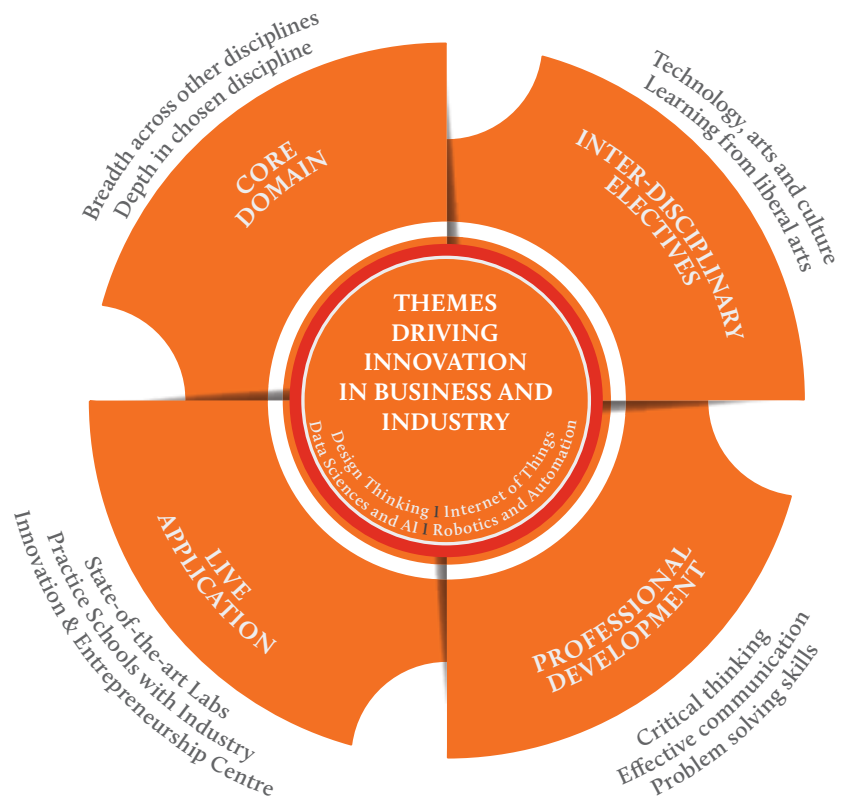 Breadth across other disciplines
Depth in chosen discipline
CORE
DOMAIN
Technology, arts and culture
Learning from liberal arts
INTER-DISCIPLINARY
ELECTIVES
THEMES
DRIVING
INNOVATION
IN BUSINESS AND
INDUSTRY
Design Thinking I Internet of Things
Data Sciences and AI I Robotics and Automation
LIVE
APPLICATION
State-of-the-art Labs
Practice Schools with Industry
Innovation & Entrepreneurship Centre
PROFESSIONAL
DEVELOPMENT
Critical thinking
Effective communication
Problem solving skills